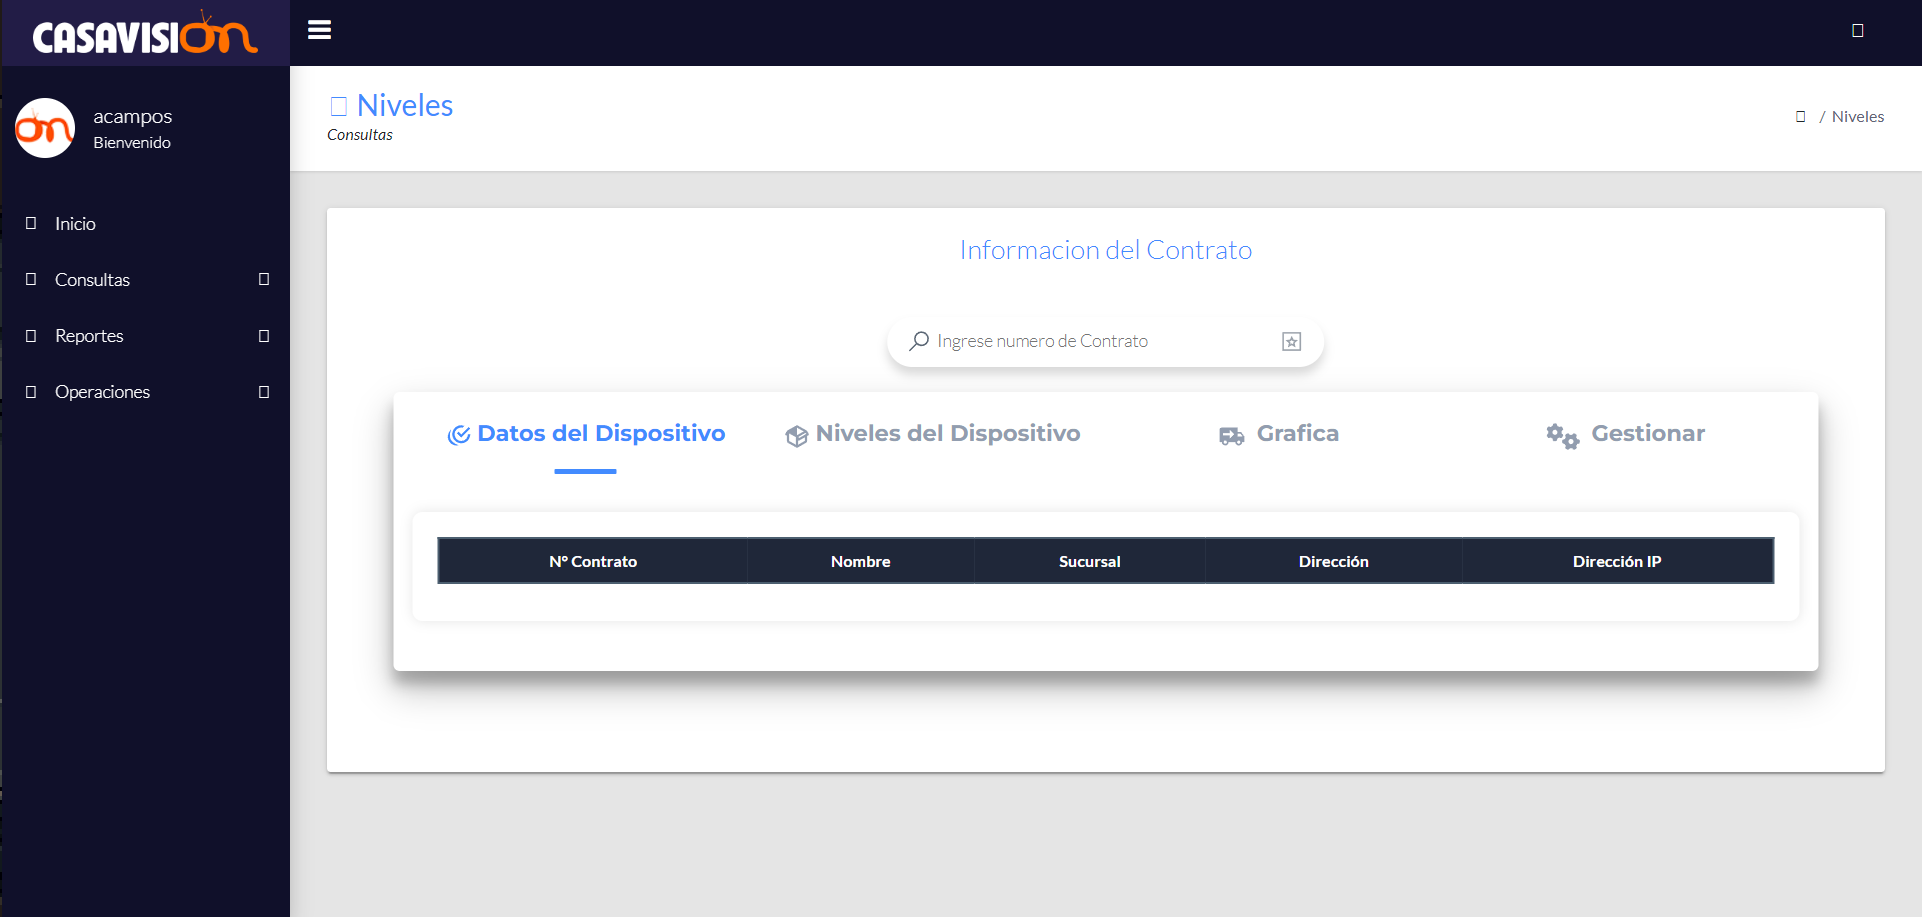 CASAVISION
acampos
Bienvenido
Inicio
Consultas
Reportes
Operaciones
Niveles
Consultas
/ Niveles
Informacion del Contrato
Ingrese numero de Contrato
Datos del Dispositivo
Niveles del Dispositivo
Grafica
Gestionar
N° Contrato
Nombre
Sucursal
Dirección
Dirección IP